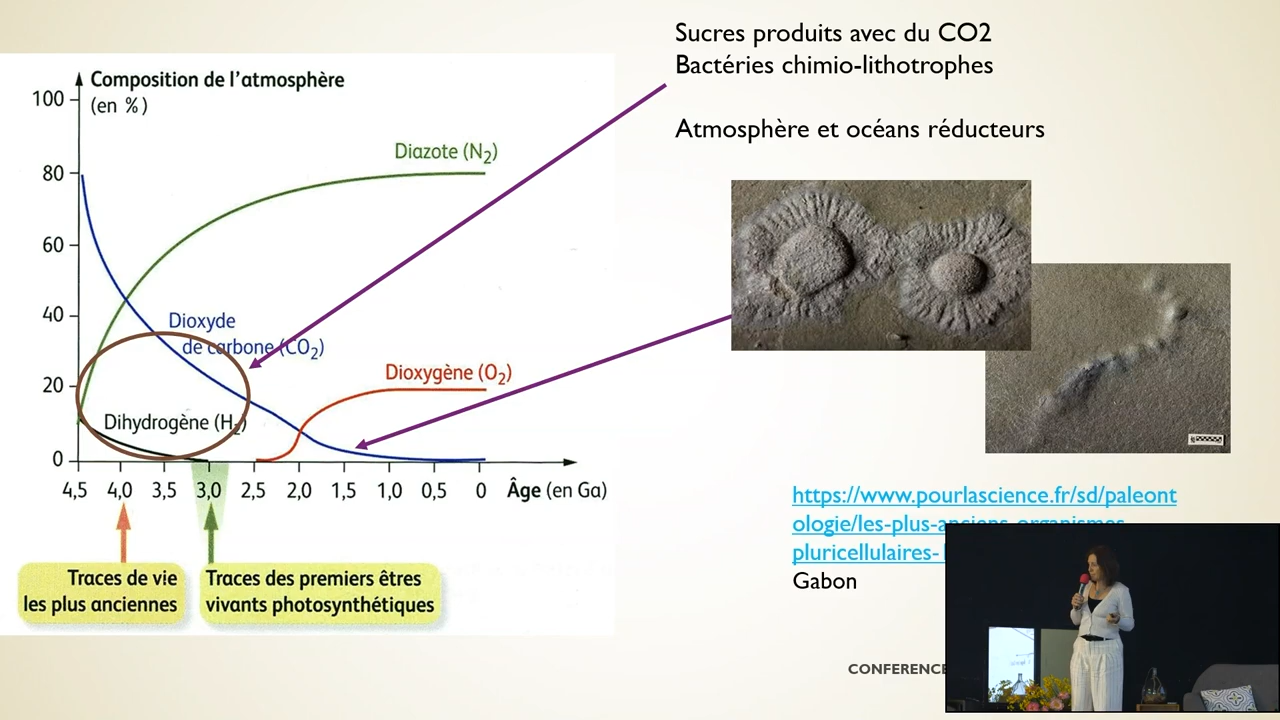 Sucres produits avec du CO2
Bactéries chimio-lithotrophes
Atmosphère et océans réducteurs
Composition de l'atmosphère
(en %)
100
80
60
40
20
0
Diazote (N2)
Dioxyde
de carbone (CO2)
Dioxygène (O2)
Dihydrogène (H2)
4,5 4,0 3,5 3,0 2,5 2,0 1,5 1,0 0,5 0 Âge (en Ga)
Traces de vie
les plus anciennes
Traces des premiers êtres
vivants photosynthétiques
https://www.pourlascience.fr/sd/paleont
ologie/les-plus-anciens-organismes-
pluricellulaires-
Gabon
CONFERENCE